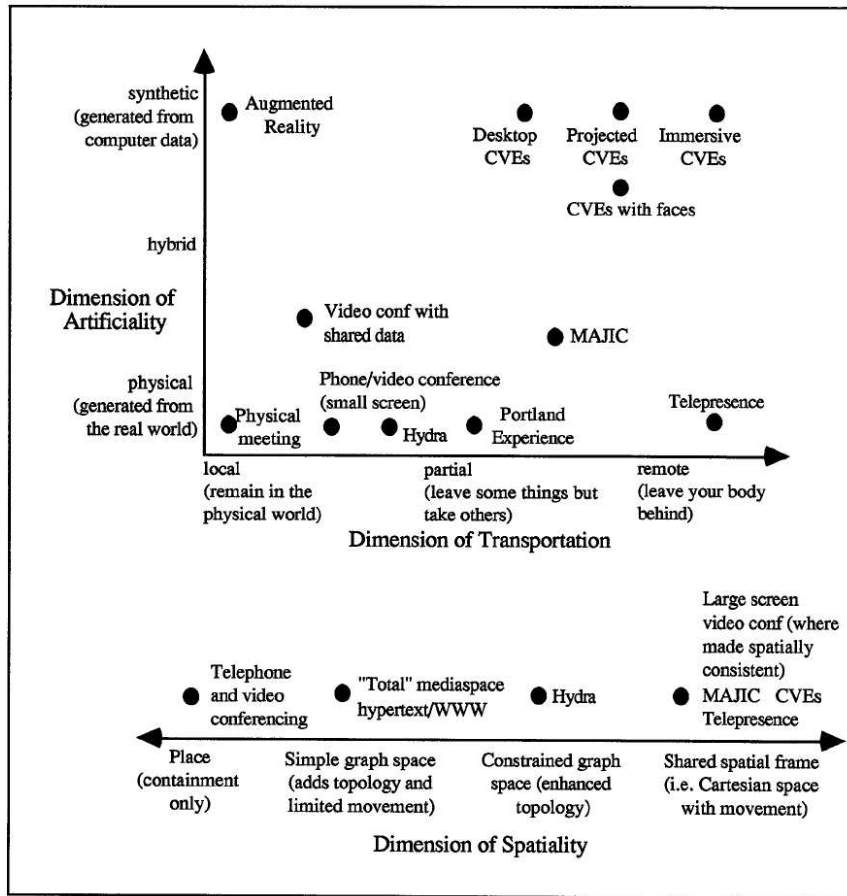 synthetic
(generated from
computer data)
Augmented
Reality
Desktop
CVEs
Projected
CVEs
Immersive
CVEs
CVEs with faces
hybrid
Dimension of
Artificiality
Video conf with
shared data
MAJIC
physical
(generated from
the real world)
Physical
meeting
Phone/video conference
(small screen)
Hydra
Portland
Experience
Telepresence
local
(remain in the
physical world)
partial
(leave some things but
take others)
remote
(leave your body
behind)
Dimension of Transportation
Telephone
and video
conferencing
"Total" mediaspace
hypertext/WWW
Hydra
Large screen
video conf (where
made spatially
consistent)
MAJIC CVEs
Telepresence
Place
(containment
only)
Simple graph space
(adds topology and
limited movement)
Constrained graph
space (enhanced
topology)
Shared spatial frame
(i.e. Cartesian space
with movement)
Dimension of Spatiality